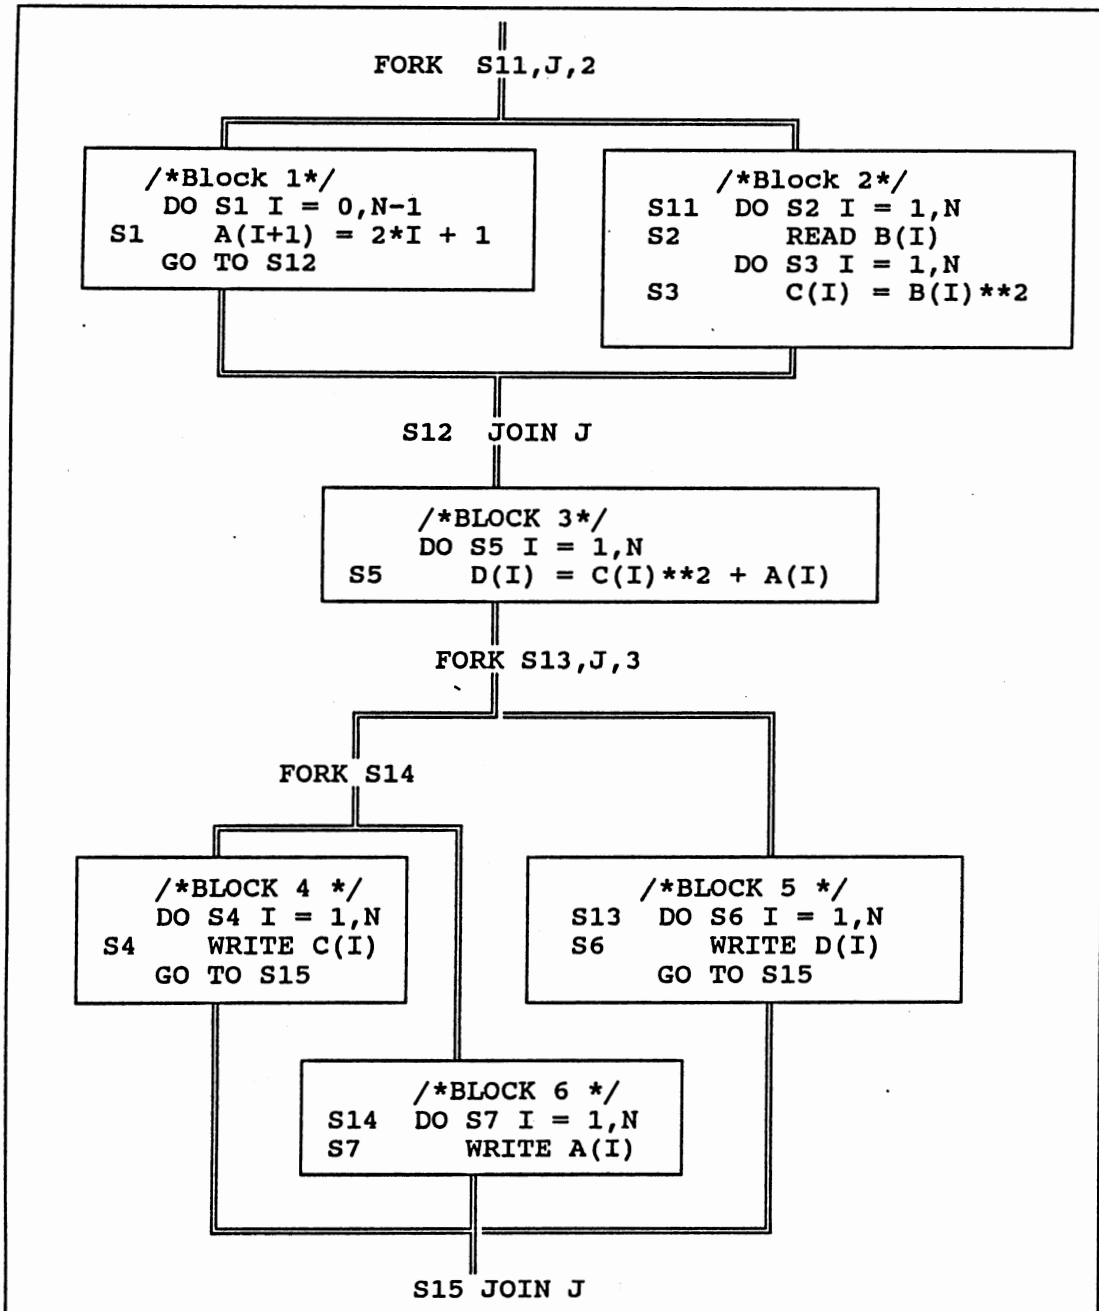 FORK S11,J,2
/*Block 1*/
DO S1 I = 0,N-1
S1 A(I+1) = 2*I + 1
GO TO S12
/*Block 2*/
S11 DO S2 I = 1,N
S2 READ B(I)
DO S3 I = 1,N
S3 C(I) = B(I)**2
S12 JOIN J
/*BLOCK 3*/
DO S5 I = 1,N
S5 D(I) = C(I)**2 + A(I)
FORK S13,J,3
FORK S14
/*BLOCK 4 */
DO S4 I = 1,N
S4 WRITE C(I)
GO TO S15
/*BLOCK 5 */
S13 DO S6 I = 1,N
S6 WRITE D(I)
GO TO S15
/*BLOCK 6 */
S14 DO S7 I = 1,N
S7 WRITE A(I)
S15 JOIN J